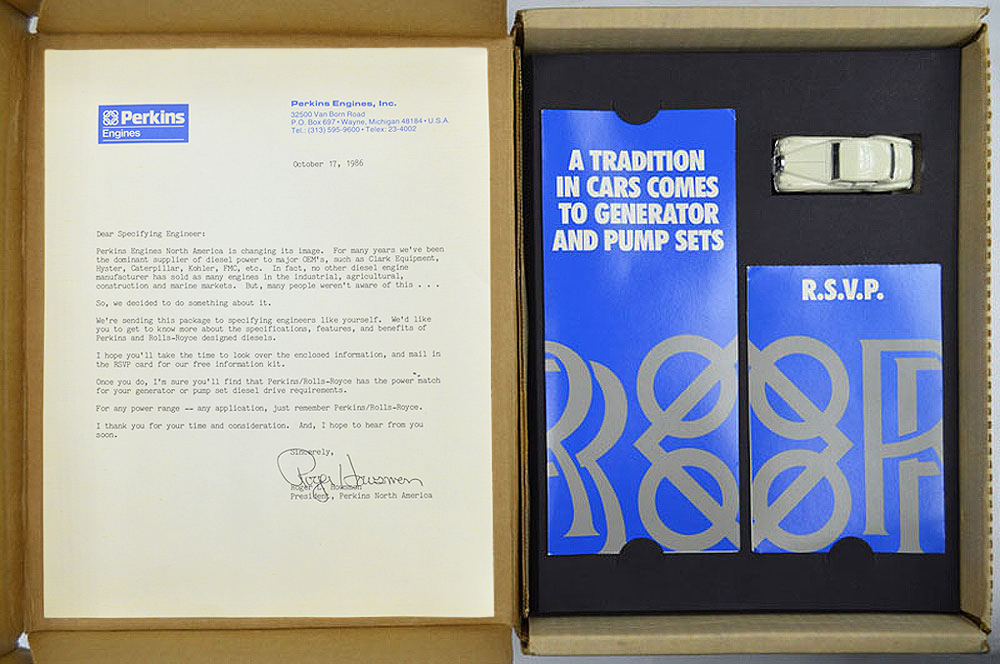 Perkins
Engines
Perkins Engines, Inc.
32500 Van Born Road
P.O. Box 697 • Wayne, Michigan 48184 • U.S.A.
Tel.: (313) 595-9600 • Telex: 23-4002
October 17, 1986
Dear Specifying Engineer:
Perkins Engines North America is changing its image. For many years we've been
the dominant supplier of diesel power to major OEM's, such as Clark Equipment,
Hyster, Caterpillar, Kohler, FMC, etc. In fact, no other diesel engine
manufacturer has sold as many engines in the industrial, agricultural,
construction and marine markets. But, many people weren't aware of this . . .
So, we decided to do something about it.
We're sending this package to specifying engineers like yourself. We'd like
you to get to know more about the specifications, features, and benefits of
Perkins and Rolls-Royce designed diesels.
I hope you'll take the time to look over the enclosed information, and mail in
the RSVP card for our free information kit.
Once you do, I'm sure you'll find that Perkins/Rolls-Royce has the power match
for your generator or pump set diesel drive requirements.
For any power range -- any application, just remember Perkins/Rolls-Royce.
I thank you for your time and consideration. And, I hope to hear from you
soon.
Sincerely,
Roger Housmen
Roger L. Housmen
President, Perkins North America
A TRADITION
IN CARS COMES
TO GENERATOR
AND PUMP SETS
R.S.V.P.